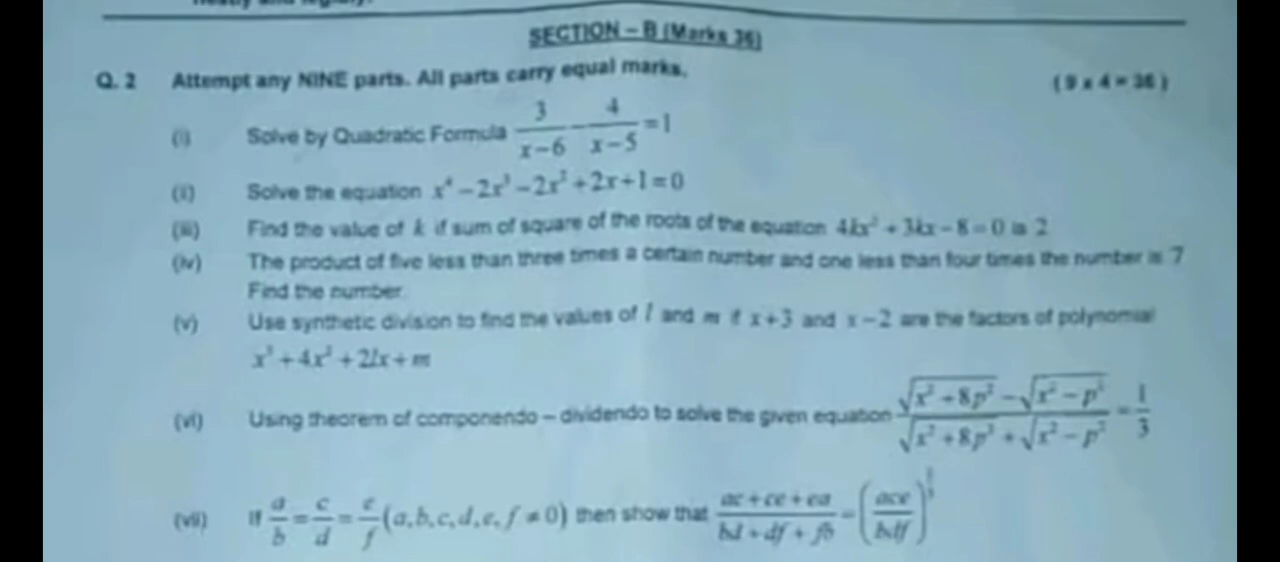 neatly and legibly.
SECTION – B (Marks 36)
Q. 2 Attempt any NINE parts. All parts carry equal marks. (9 x 4 = 36)
(i) Solve by Quadratic Formula 3/(x−6) − 4/(x−5) = 1
(ii) Solve the equation x⁴ − 2x³ − 2x² + 2x + 1 = 0
(iii) Find the value of k if sum of square of the roots of the equation 4kx² + 3kx − 8 = 0 is 2
(iv) The product of five less than three times a certain number and one less than four times the number is 7
Find the number.
(v) Use synthetic division to find the values of l and m if x+3 and x−2 are the factors of polynomial
x³ + 4x² + 2lx + m
(vi) Using theorem of componendo – dividendo to solve the given equation (√(x² + 8p²) − √(x² − p²))/(√(x² + 8p²) + √(x² − p²)) = 1/3
(vii) If a/b = c/d = e/f (a,b,c,d,e,f ≠ 0) then show that (ac + ce + ea)/(bd + df + fb) = (ace/bdf)